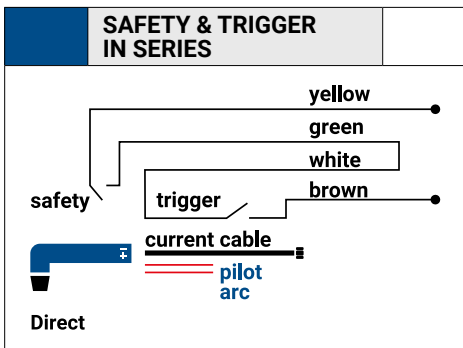 SAFETY & TRIGGER
IN SERIES
yellow
green
white
safety
trigger
brown
current cable
pilot
arc
Direct